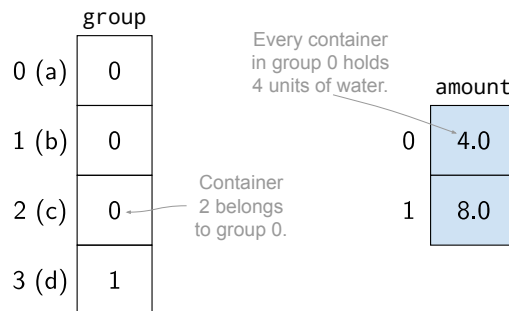 group
0 (a) 0
1 (b) 0
2 (c) 0
3 (d) 1
Container
2 belongs
to group 0.
Every container
in group 0 holds
4 units of water.
amount
0 4.0
1 8.0